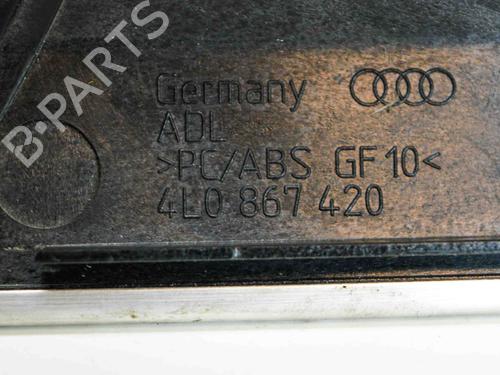 B-PARTS
Germany
ADL
>PC/ABS GF10<
4L0 867 420